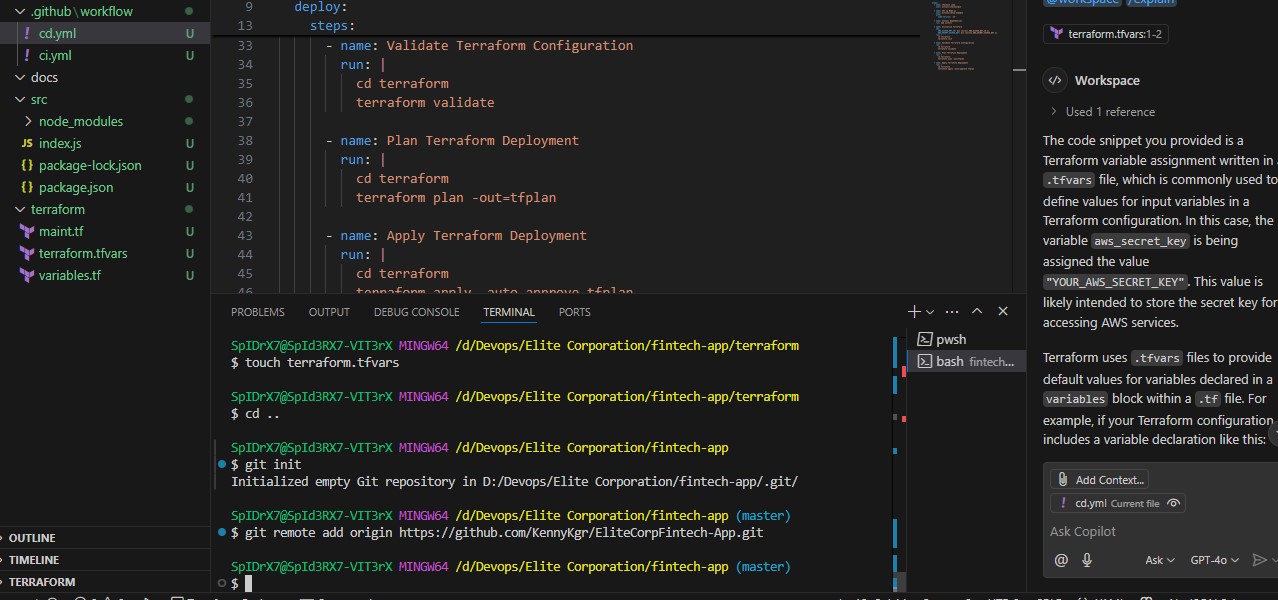 .github\workflow
! cd.yml U
! ci.yml U
docs
src
node_modules
JS index.js U
{} package-lock.json U
{} package.json U
terraform
maint.tf U
terraform.tfvars U
variables.tf U
OUTLINE
TIMELINE
TERRAFORM
9 deploy:
13 steps:
33 - name: Validate Terraform Configuration
34 run: |
35 cd terraform
36 terraform validate
37
38 - name: Plan Terraform Deployment
39 run: |
40 cd terraform
41 terraform plan -out=tfplan
42
43 - name: Apply Terraform Deployment
44 run: |
45 cd terraform
46 terraform apply -auto-approve tfplan
PROBLEMS OUTPUT DEBUG CONSOLE TERMINAL PORTS
SpIDrX7@SpId3RX7-VIT3rX MINGW64 /d/Devops/Elite Corporation/fintech-app/terraform
$ touch terraform.tfvars
SpIDrX7@SpId3RX7-VIT3rX MINGW64 /d/Devops/Elite Corporation/fintech-app/terraform
$ cd ..
SpIDrX7@SpId3RX7-VIT3rX MINGW64 /d/Devops/Elite Corporation/fintech-app
$ git init
Initialized empty Git repository in D:/Devops/Elite Corporation/fintech-app/.git/
SpIDrX7@SpId3RX7-VIT3rX MINGW64 /d/Devops/Elite Corporation/fintech-app (master)
$ git remote add origin https://github.com/KennyKgr/EliteCorpFintech-App.git
SpIDrX7@SpId3RX7-VIT3rX MINGW64 /d/Devops/Elite Corporation/fintech-app (master)
$
pwsh
bash fintech...
@workspace /explain
terraform.tfvars:1-2
Workspace
Used 1 reference
The code snippet you provided is a
Terraform variable assignment written in
.tfvars file, which is commonly used to
define values for input variables in a
Terraform configuration. In this case, the
variable aws_secret_key is being
assigned the value
"YOUR_AWS_SECRET_KEY". This value is
likely intended to store the secret key for
accessing AWS services.
Terraform uses .tfvars files to provide
default values for variables declared in a
variables block within a .tf file. For
example, if your Terraform configuration
includes a variable declaration like this:
Add Context...
! cd.yml Current file
Ask Copilot
@ Ask GPT-4o